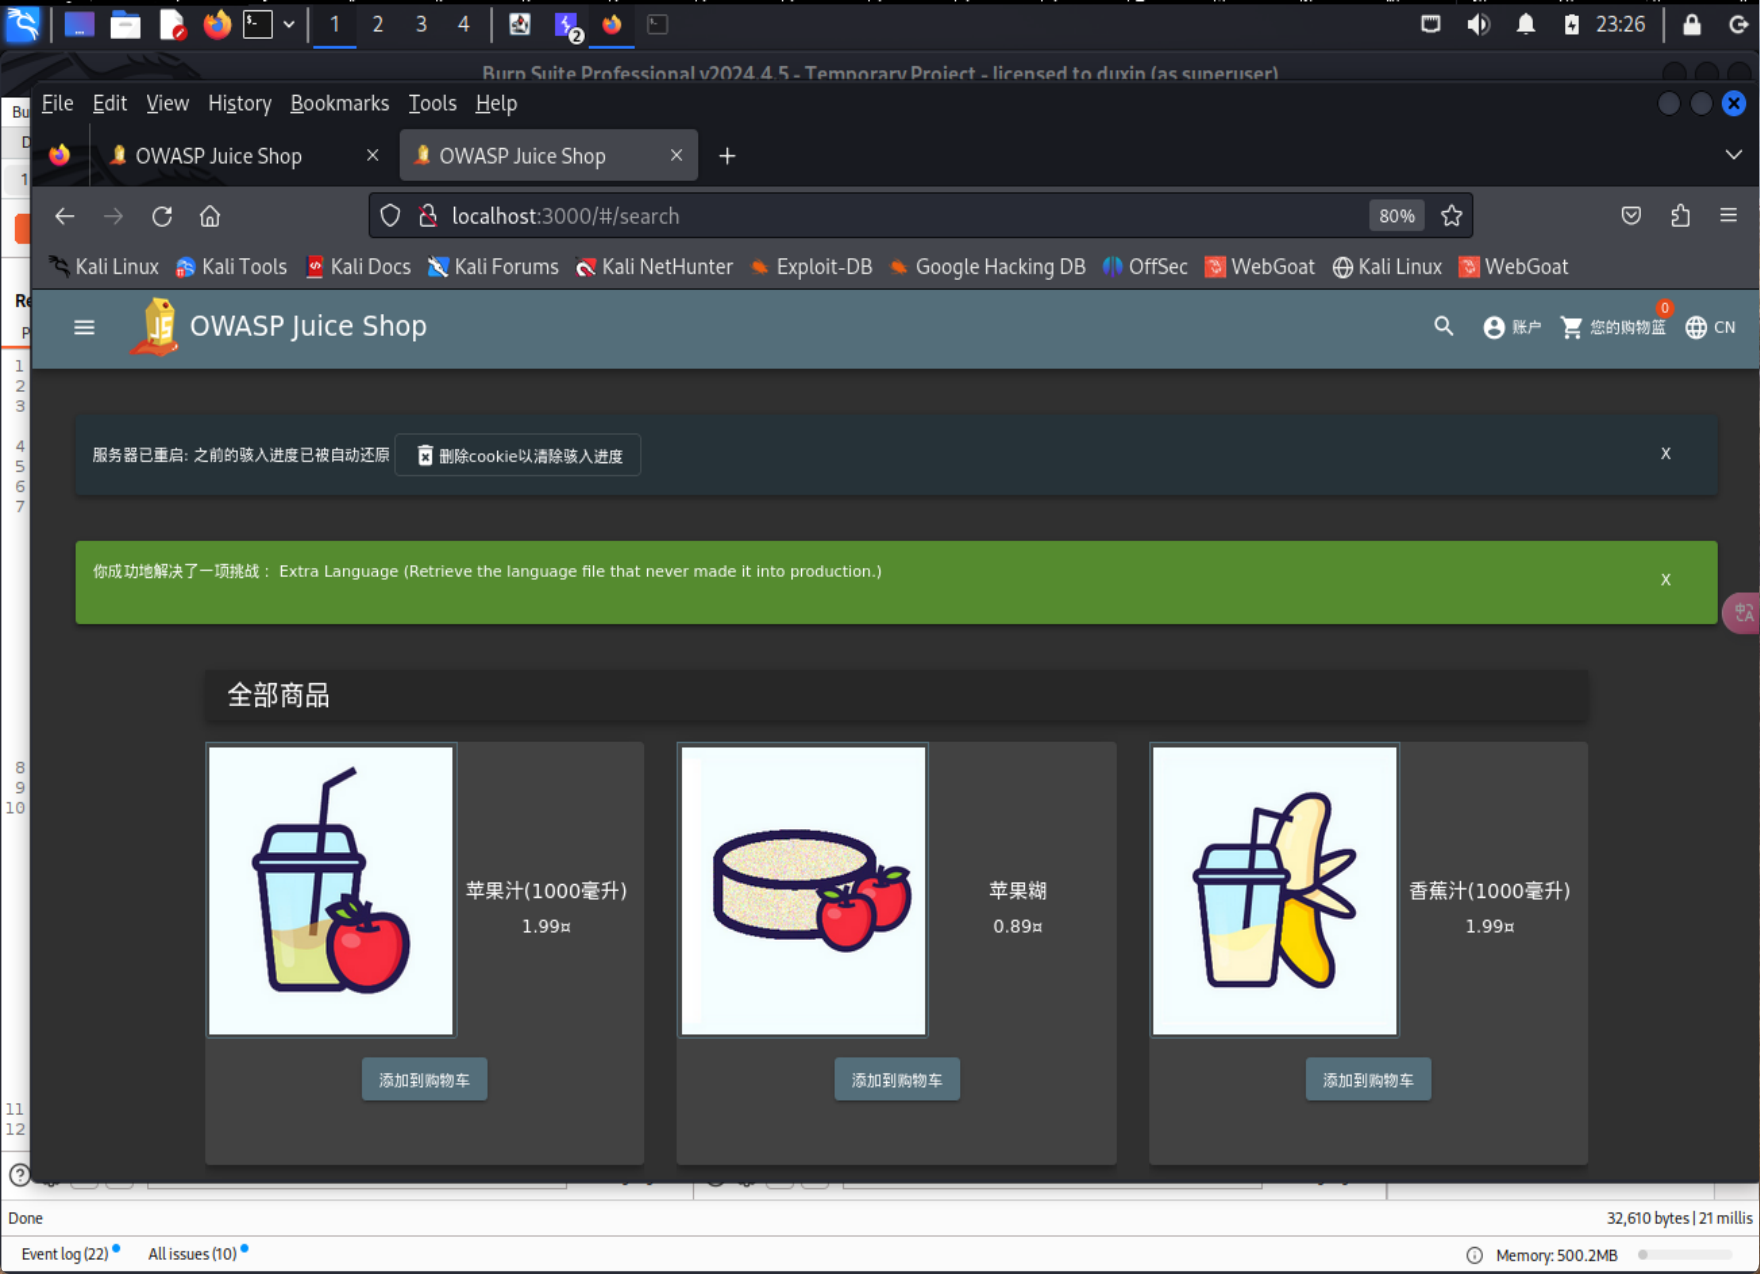 1 2 3 4 2 23:26
Burp Suite Professional v2024.4.5 - Temporary Project - licensed to duxin (as superuser)
Bu
File Edit View History Bookmarks Tools Help
D
OWASP Juice Shop OWASP Juice Shop
1
localhost:3000/#/search 80%
Kali Linux Kali Tools Kali Docs Kali Forums Kali NetHunter Exploit-DB Google Hacking DB OffSec WebGoat Kali Linux WebGoat
Re
P
OWASP Juice Shop 账户 0 您的购物篮 CN
1
2
3
4
5
6
7
服务器已重启: 之前的骇入进度已被自动还原 删除cookie以清除骇入进度 X
你成功地解决了一项挑战: Extra Language (Retrieve the language file that never made it into production.) X
全部商品
8
9
10
苹果汁(1000毫升)
1.99¤
添加到购物车
苹果糊
0.89¤
添加到购物车
香蕉汁(1000毫升)
1.99¤
添加到购物车
11
12
Done 32,610 bytes | 21 millis
Event log (22) All issues (10) Memory: 500.2MB